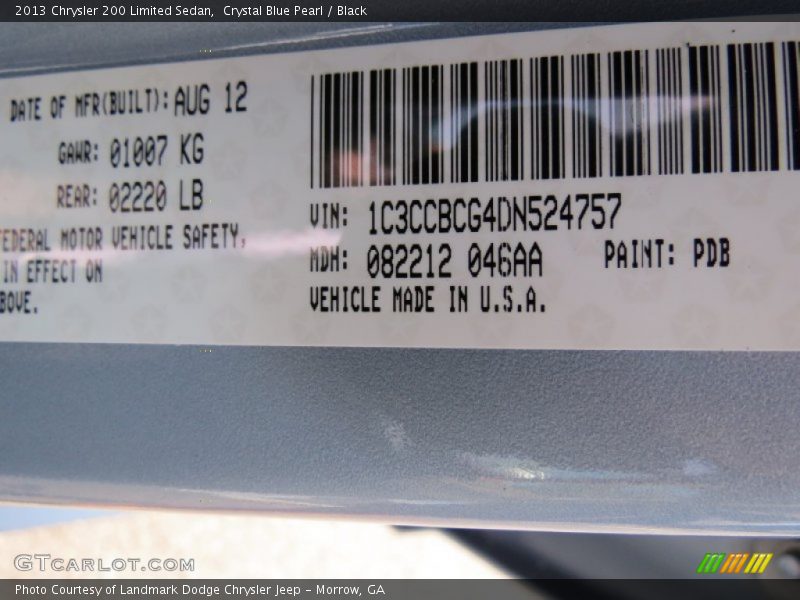 2013 Chrysler 200 Limited Sedan,  Crystal Blue Pearl / Black
DATE OF MFR(BUILT): AUG 12
GAWR: 01007 KG
REAR: 02220 LB
FEDERAL MOTOR VEHICLE SAFETY,
IN EFFECT ON
BOVE.
VIN: 1C3CCBCG4DN524757
MDH: 082212 046AA PAINT: PDB
VEHICLE MADE IN U.S.A.
GTCARLOT.COM
Photo Courtesy of Landmark Dodge Chrysler Jeep – Morrow, GA